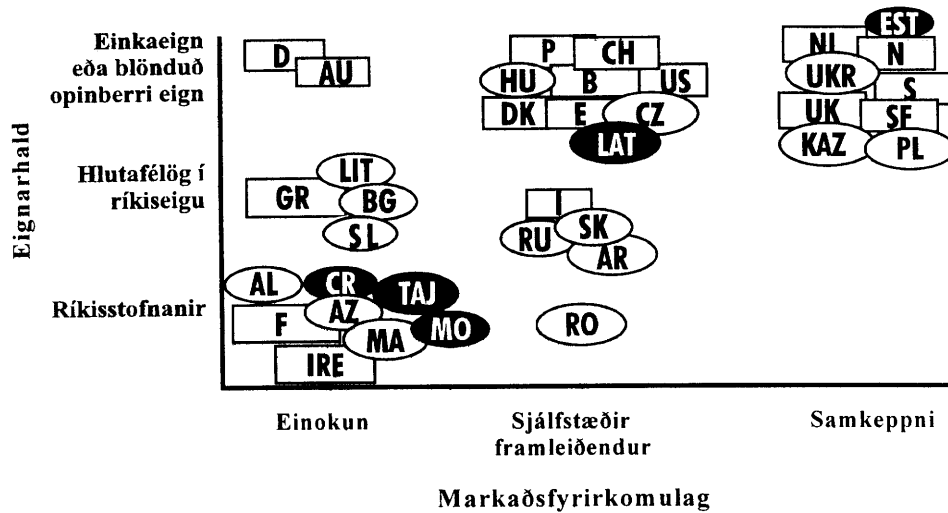 Einkaeign
eða blönduð
opinberri eign
Hlutafélög í
ríkiseigu
Ríkisstofnanir
Eignarhald
D
AU
P
CH
HU
B
US
DK
E
CZ
LAT
EST
NL
N
UKR
S
UK
SF
KAZ
PL
LIT
GR
BG
SL
I
RU
SK
AR
AL
CR
TAJ
AZ
F
MA
MO
IRE
RO
Einokun
Sjálfstæðir
framleiðendur
Samkeppni
Markaðsfyrirkomulag